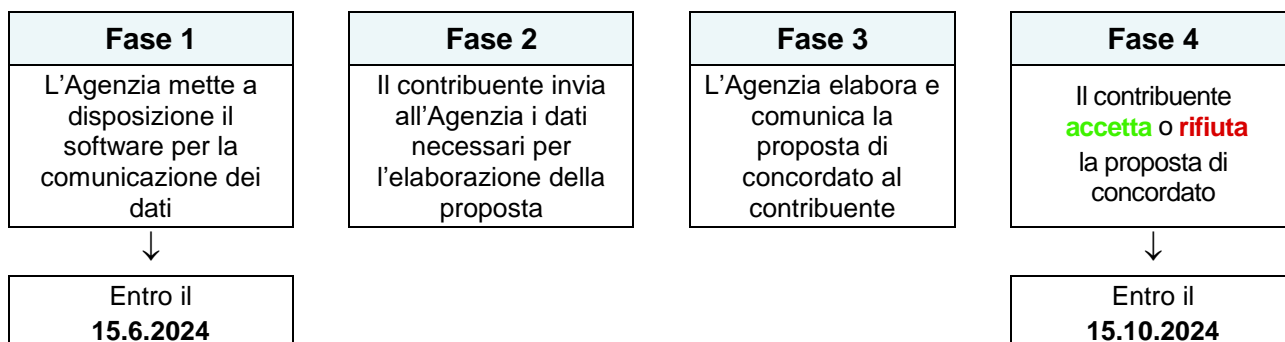 Fase 1
L’Agenzia mette a
disposizione il
software per la
comunicazione dei
dati
↓
Entro il
15.6.2024
Fase 2
Il contribuente invia
all’Agenzia i dati
necessari per
l’elaborazione della
proposta
Fase 3
L’Agenzia elabora e
comunica la
proposta di
concordato al
contribuente
Fase 4
Il contribuente
accetta o rifiuta
la proposta di
concordato
↓
Entro il
15.10.2024